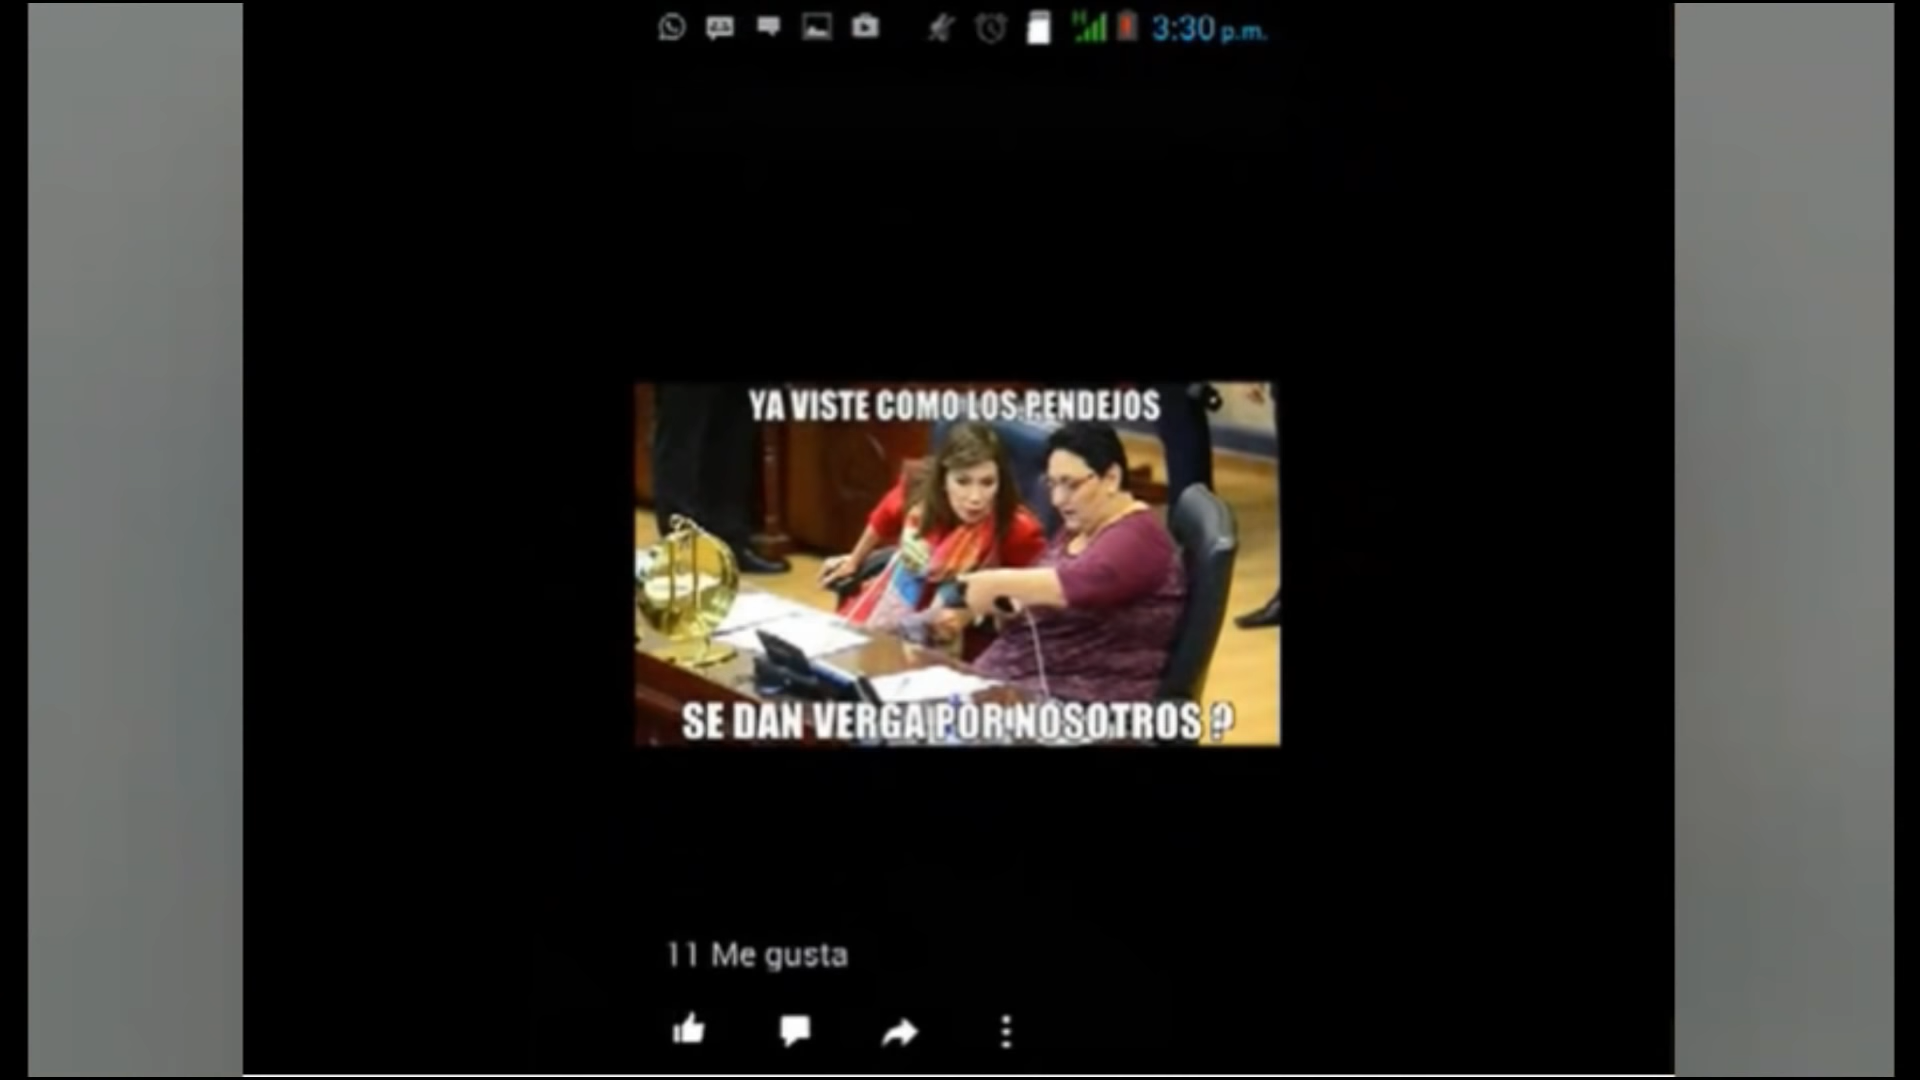 3:30 p.m.
YA VISTE COMO LOS PENDEJOS
SE DAN VERGA POR NOSOTROS ?
11 Me gusta